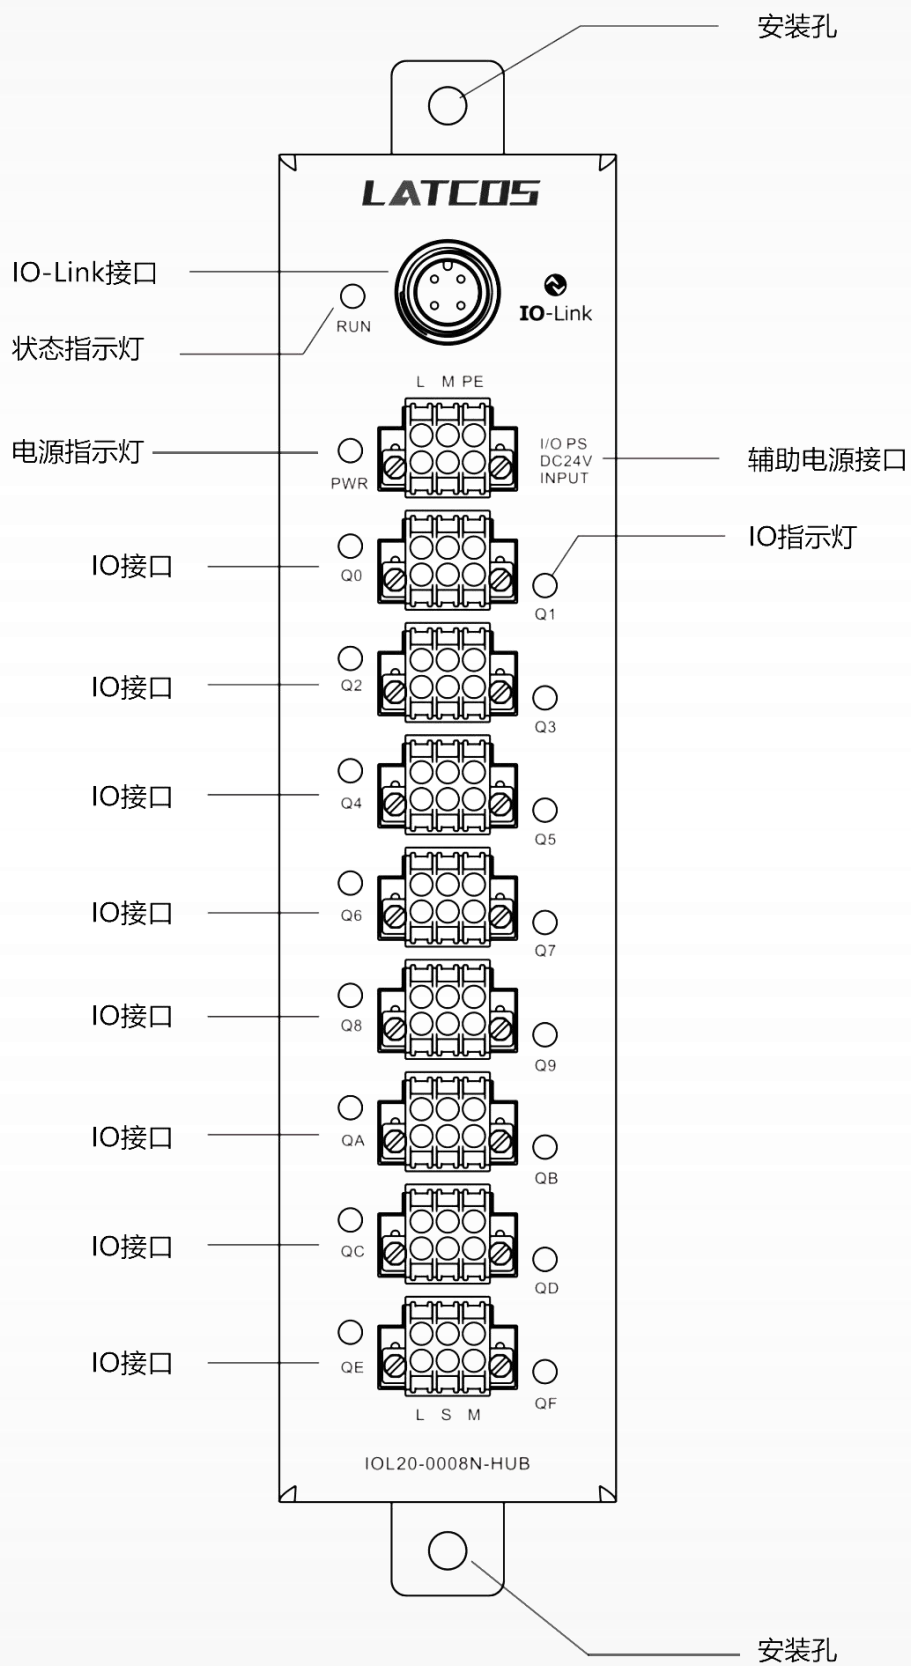 安装孔
LATCOS
IO-Link接口
IO-Link
RUN
状态指示灯
L M PE
电源指示灯
PWR
I/O PS
DC24V
INPUT
辅助电源接口
IO指示灯
IO接口
Q0
Q1
IO接口
Q2
Q3
IO接口
Q4
Q5
IO接口
Q6
Q7
IO接口
Q8
Q9
IO接口
QA
QB
IO接口
QC
QD
IO接口
QE
QF
L S M
IOL20-0008N-HUB
安装孔